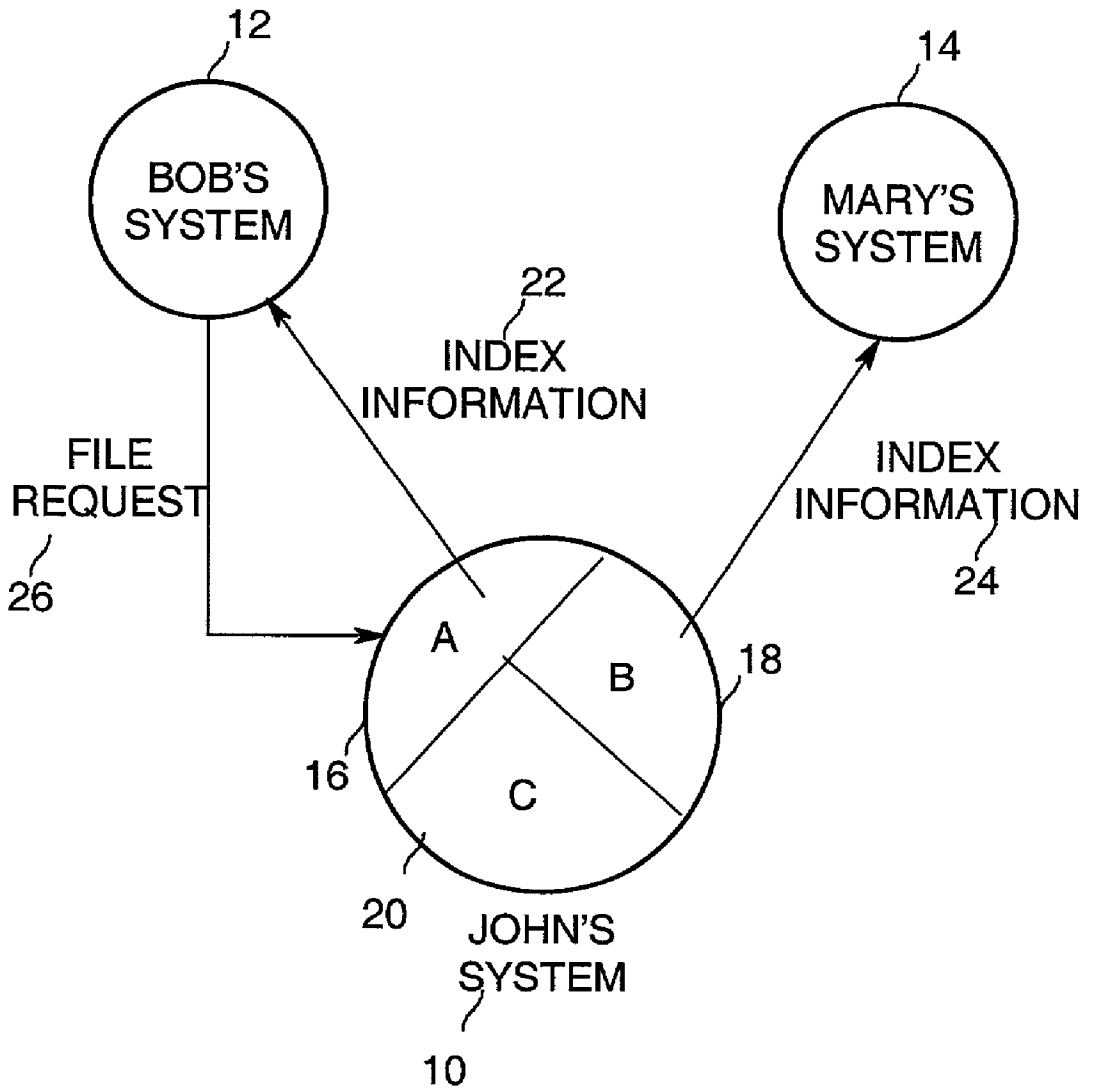 12
14
BOB'S
SYSTEM
MARY'S
SYSTEM
22
INDEX
INFORMATION
FILE
REQUEST
26
INDEX
INFORMATION
24
A
B
18
16
C
20
JOHN'S
SYSTEM
10